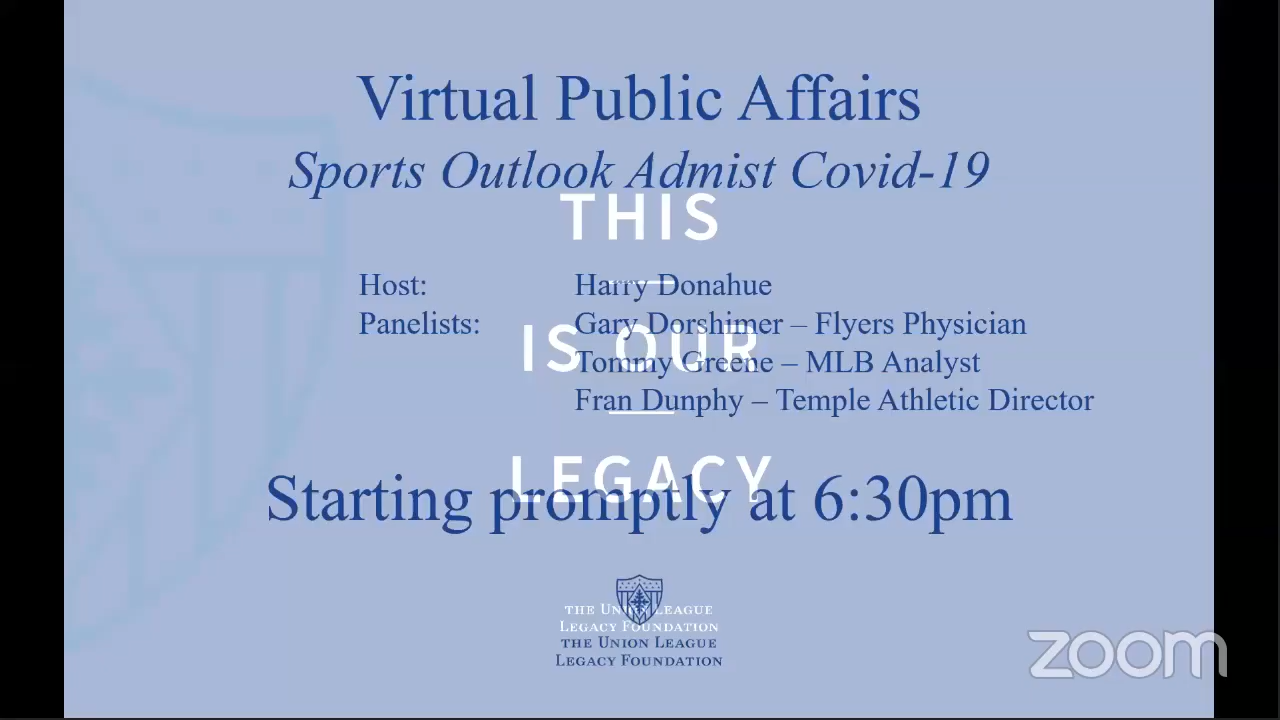 Virtual Public Affairs
Sports Outlook Admist Covid-19
THIS
Host: Harry Donahue
Panelists: Gary Dorshimer – Flyers Physician
IS OUR
Tommy Greene – MLB Analyst
Fran Dunphy – Temple Athletic Director
LEGACY
Starting promptly at 6:30pm
THE UNION LEAGUE
LEGACY FOUNDATION
THE UNION LEAGUE
LEGACY FOUNDATION
zoom